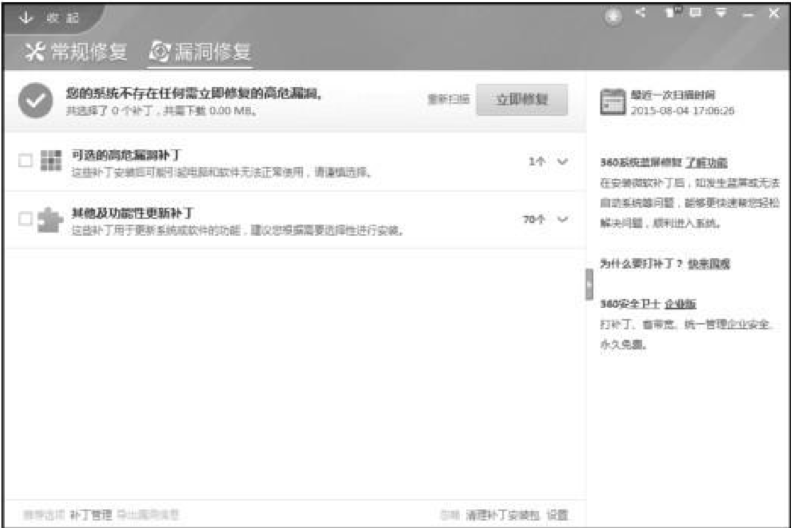 收起
常规修复 漏洞修复
您的系统不存在任何需立即修复的高危漏洞。
共选择了 0 个补丁，共需下载 0.00 MB。
重新扫描 立即修复
可选的高危漏洞补丁
这些补丁安装后可能引起电脑和软件无法正常使用，请谨慎选择。
1个
其他及功能性更新补丁
这些补丁用于更新系统或软件的功能，建议您根据需要选择性进行安装。
70个
最近一次扫描时间
2015-08-04 17:06:26
360系统蓝屏修复 了解功能
在安装微软补丁后，如发生蓝屏或无法
启动系统等问题，能够更快速帮您轻松
解决问题，顺利进入系统。
为什么要打补丁？ 快来围观
360安全卫士 企业版
打补丁、省带宽、统一管理企业安全，
永久免费。
推荐选项 补丁管理 导出漏洞信息
忽略 清理补丁安装包 设置